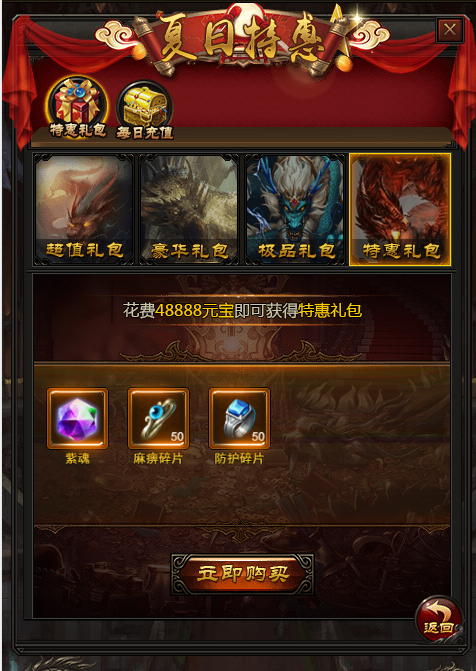 夏日特惠
特惠礼包 每日充值
超值礼包 豪华礼包 极品礼包 特惠礼包
花费48888元宝即可获得特惠礼包
50 50
紫魂 麻痹碎片 防护碎片
立即购买
返回